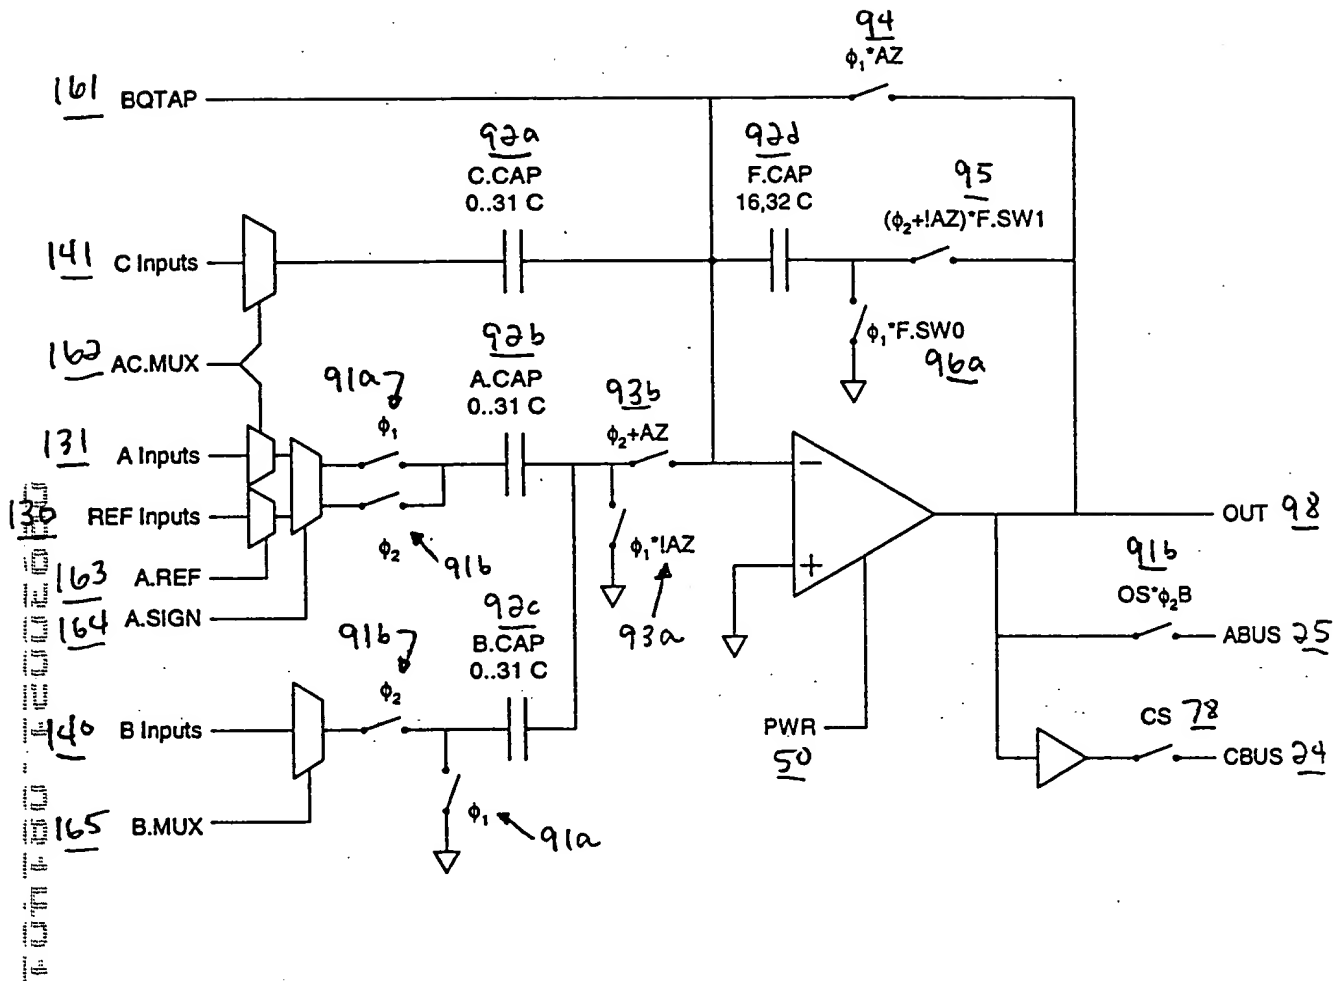 94
ϕ₁*AZ
161 BQTAP
92a
C.CAP
0..31 C
92d
F.CAP
16,32 C
95
(ϕ₂+!AZ)*F.SW1
141 C Inputs
ϕ₁*F.SW0
96a
162 AC.MUX
92b
A.CAP
0..31 C
91a
ϕ₁
93b
ϕ₂+AZ
131 A Inputs
130 REF Inputs
ϕ₂
91b
ϕ₁*!AZ
93a
163 A.REF
164 A.SIGN
OUT 98
91b
OS*ϕ₂B
ABUS 25
92c
B.CAP
0..31 C
91b
ϕ₂
140 B Inputs
PWR
50
CS 78
CBUS 24
ϕ₁
91a
165 B.MUX